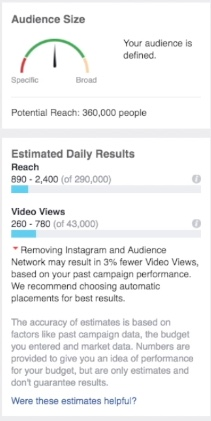 Audience Size
Your audience is
defined.
Specific
Broad
Potential Reach: 360,000 people
Estimated Daily Results
Reach
890 - 2,400 (of 290,000)
Video Views
260 - 780 (of 43,000)
Removing Instagram and Audience
Network may result in 3% fewer Video Views,
based on your past campaign performance.
We recommend choosing automatic
placements for best results.
The accuracy of estimates is based on
factors like past campaign data, the budget
you entered and market data. Numbers are
provided to give you an idea of performance
for your budget, but are only estimates and
don't guarantee results.
Were these estimates helpful?